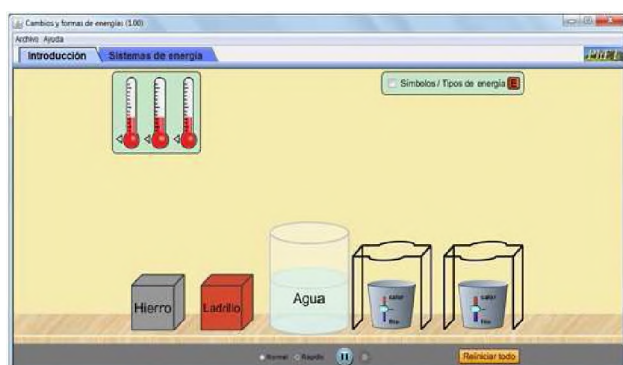 Cambios y formas de energías (1.00)
Archivo Ayuda
Introducción
Sistemas de energía
Símbolos / Tipos de energía E
Hierro
Ladrillo
Agua
calor
frío
calor
frío
Normal
Rápido
Reiniciar todo